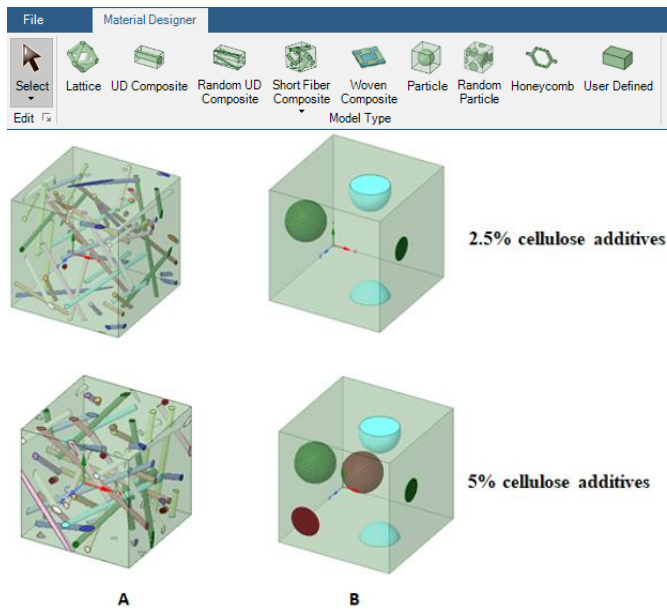 File
Material Designer
Select
Lattice
UD Composite
Random UD
Composite
Short Fiber
Composite
Woven
Composite
Particle
Random
Particle
Honeycomb
User Defined
Edit
Model Type
2.5% cellulose additives
5% cellulose additives
A
B